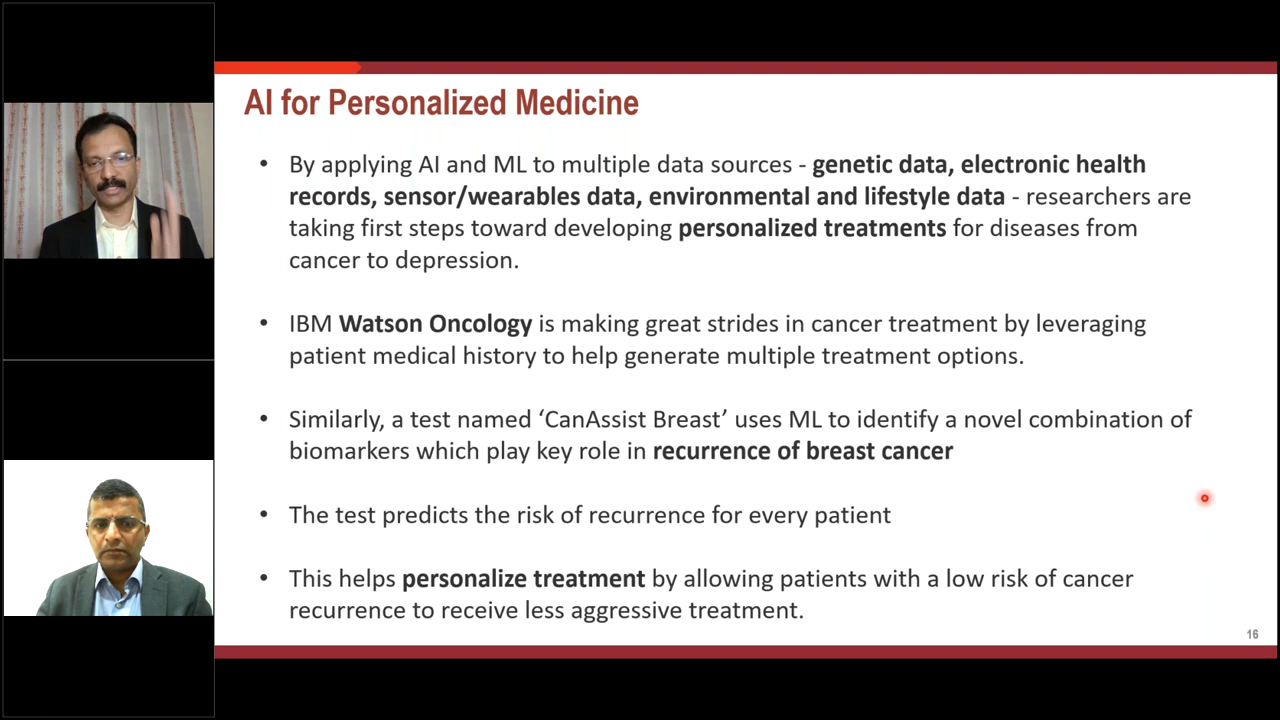 AI for Personalized Medicine
• By applying AI and ML to multiple data sources - genetic data, electronic health
records, sensor/wearables data, environmental and lifestyle data - researchers are
taking first steps toward developing personalized treatments for diseases from
cancer to depression.
• IBM Watson Oncology is making great strides in cancer treatment by leveraging
patient medical history to help generate multiple treatment options.
• Similarly, a test named ‘CanAssist Breast’ uses ML to identify a novel combination of
biomarkers which play key role in recurrence of breast cancer
• The test predicts the risk of recurrence for every patient
• This helps personalize treatment by allowing patients with a low risk of cancer
recurrence to receive less aggressive treatment.
16